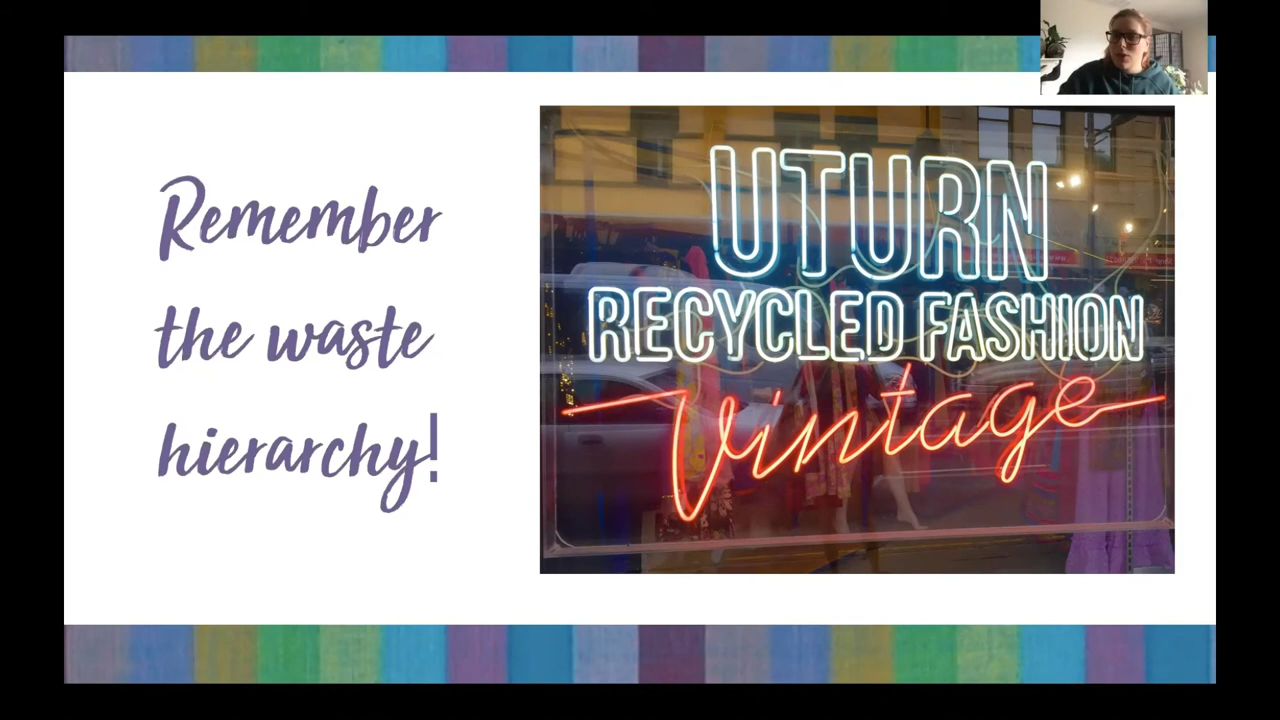 Remember
the waste
hierarchy!
UTURN
RECYCLED FASHION
Vintage